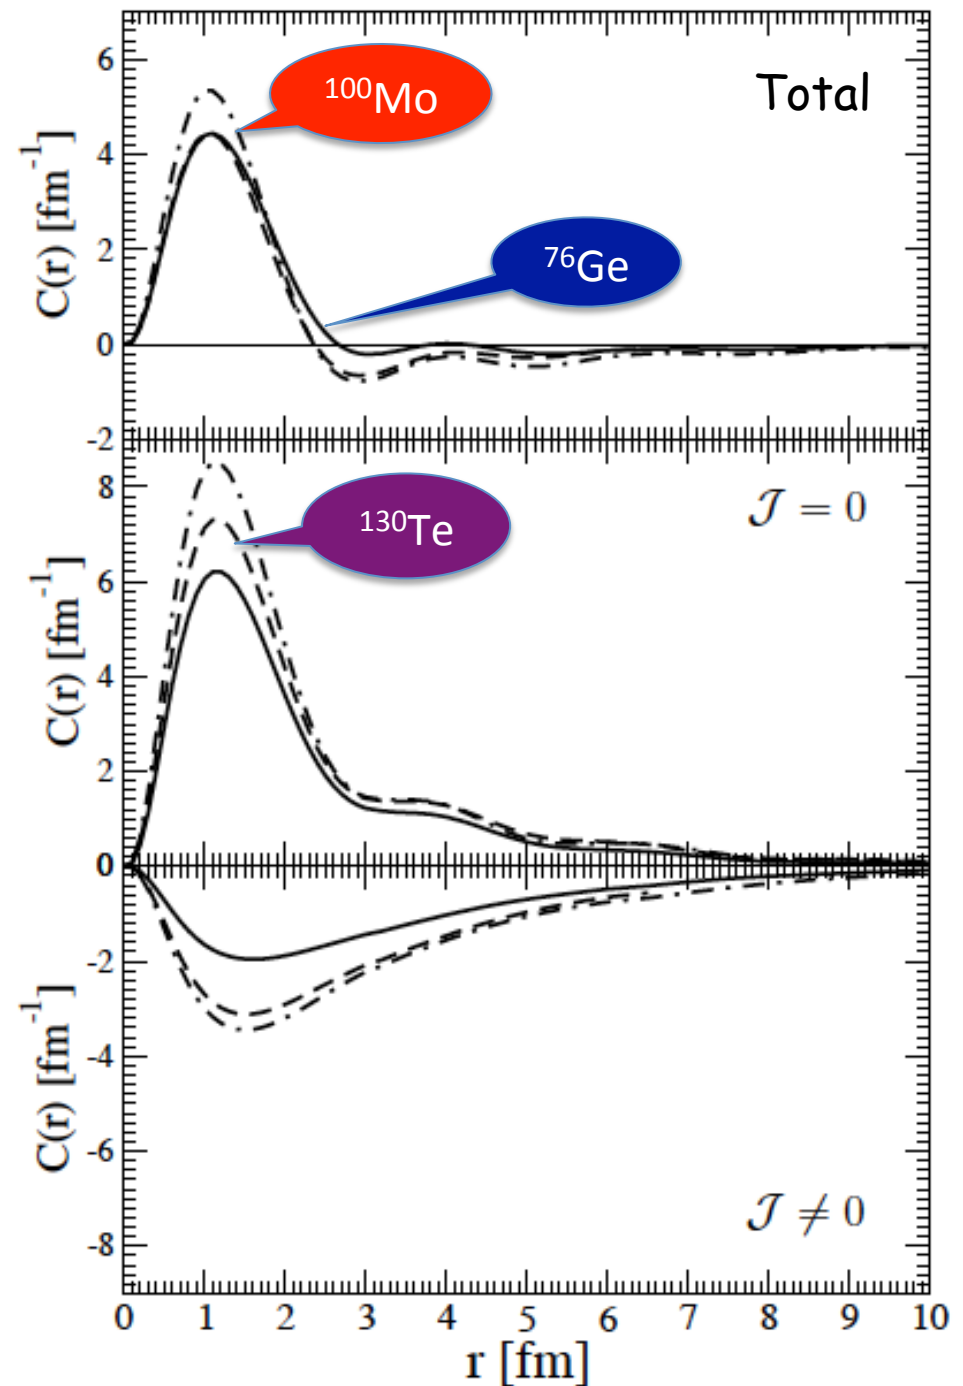 6
4
2
0
-2
C(r) [fm⁻¹]
¹⁰⁰Mo
Total
⁷⁶Ge
8
6
4
2
0
C(r) [fm⁻¹]
𝒥 = 0
¹³⁰Te
-2
-4
-6
-8
C(r) [fm⁻¹]
𝒥 ≠ 0
0 1 2 3 4 5 6 7 8 9 10
r [fm]